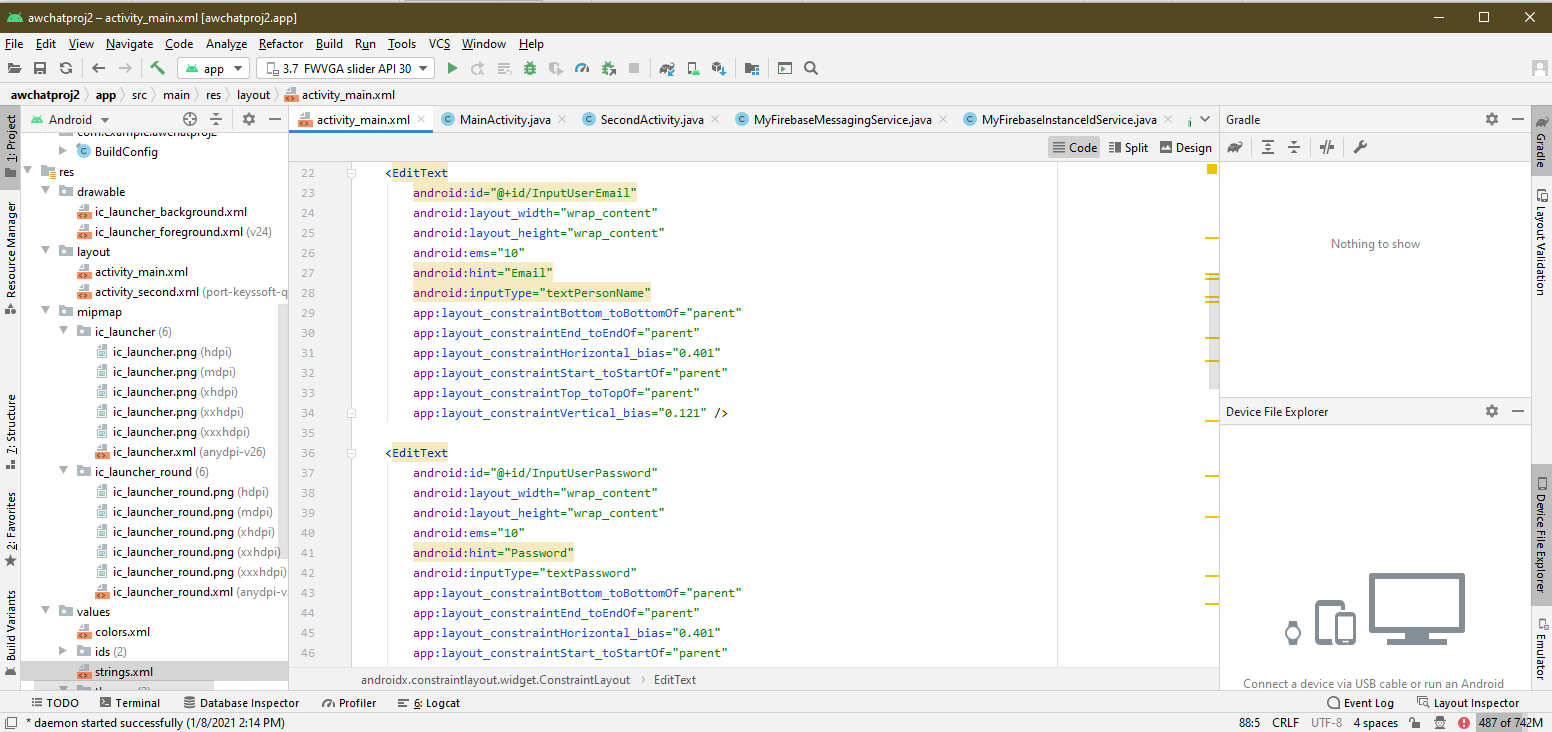 awchatproj2 – activity_main.xml [awchatproj2.app]
File Edit View Navigate Code Analyze Refactor Build Run Tools VCS Window Help
app 3.7 FWVGA slider API 30
awchatproj2 app src main res layout activity_main.xml
Android
activity_main.xml MainActivity.java SecondActivity.java MyFirebaseMessagingService.java MyFirebaseInstanceIdService.java
Gradle
Code Split Design
1: Project
Resource Manager
Z: Structure
2: Favorites
Build Variants
com.example.awchatproj2
BuildConfig
res
drawable
ic_launcher_background.xml
ic_launcher_foreground.xml (v24)
layout
activity_main.xml
activity_second.xml (port-keyssoft-q
mipmap
ic_launcher (6)
ic_launcher.png (hdpi)
ic_launcher.png (mdpi)
ic_launcher.png (xhdpi)
ic_launcher.png (xxhdpi)
ic_launcher.png (xxxhdpi)
ic_launcher.xml (anydpi-v26)
ic_launcher_round (6)
ic_launcher_round.png (hdpi)
ic_launcher_round.png (mdpi)
ic_launcher_round.png (xhdpi)
ic_launcher_round.png (xxhdpi)
ic_launcher_round.png (xxxhdpi)
ic_launcher_round.xml (anydpi-v
values
colors.xml
ids (2)
strings.xml
22 <EditText
23 android:id="@+id/InputUserEmail"
24 android:layout_width="wrap_content"
25 android:layout_height="wrap_content"
26 android:ems="10"
27 android:hint="Email"
28 android:inputType="textPersonName"
29 app:layout_constraintBottom_toBottomOf="parent"
30 app:layout_constraintEnd_toEndOf="parent"
31 app:layout_constraintHorizontal_bias="0.401"
32 app:layout_constraintStart_toStartOf="parent"
33 app:layout_constraintTop_toTopOf="parent"
34 app:layout_constraintVertical_bias="0.121" />
35
36 <EditText
37 android:id="@+id/InputUserPassword"
38 android:layout_width="wrap_content"
39 android:layout_height="wrap_content"
40 android:ems="10"
41 android:hint="Password"
42 android:inputType="textPassword"
43 app:layout_constraintBottom_toBottomOf="parent"
44 app:layout_constraintEnd_toEndOf="parent"
45 app:layout_constraintHorizontal_bias="0.401"
46 app:layout_constraintStart_toStartOf="parent"
androidx.constraintlayout.widget.ConstraintLayout EditText
Nothing to show
Device File Explorer
Connect a device via USB cable or run an Android
Gradle
Layout Validation
Device File Explorer
Emulator
TODO Terminal Database Inspector Profiler 6: Logcat Event Log Layout Inspector
* daemon started successfully (1/8/2021 2:14 PM) 88:5 CRLF UTF-8 4 spaces 487 of 742M